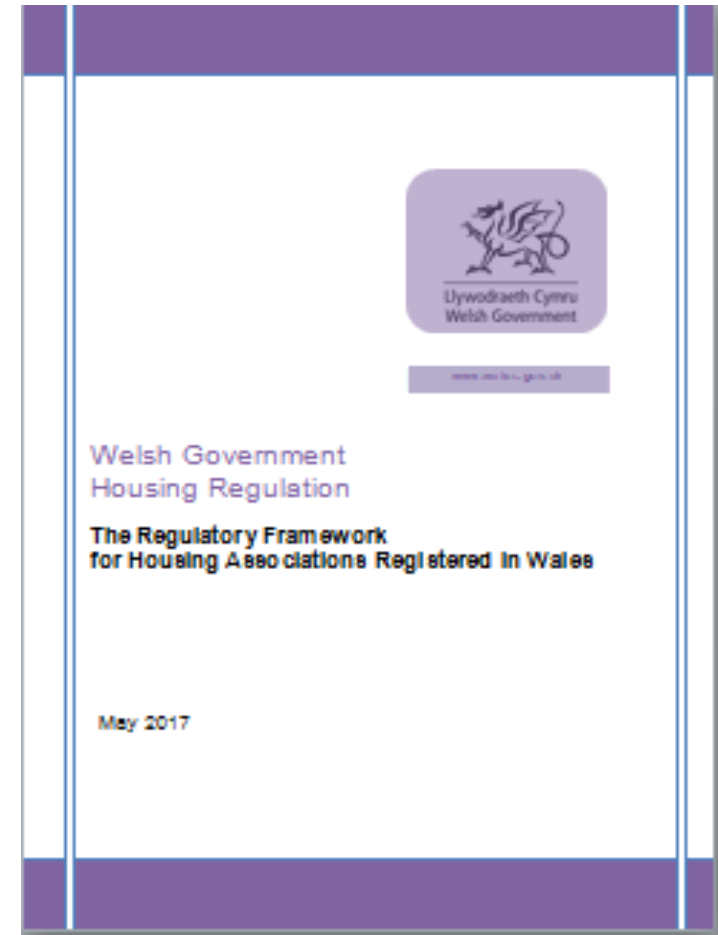 Llywodraeth Cymru
Welsh Government
Welsh Government
Housing Regulation
The Regulatory Framework
for Housing Associations Registered in Wales
May 2017